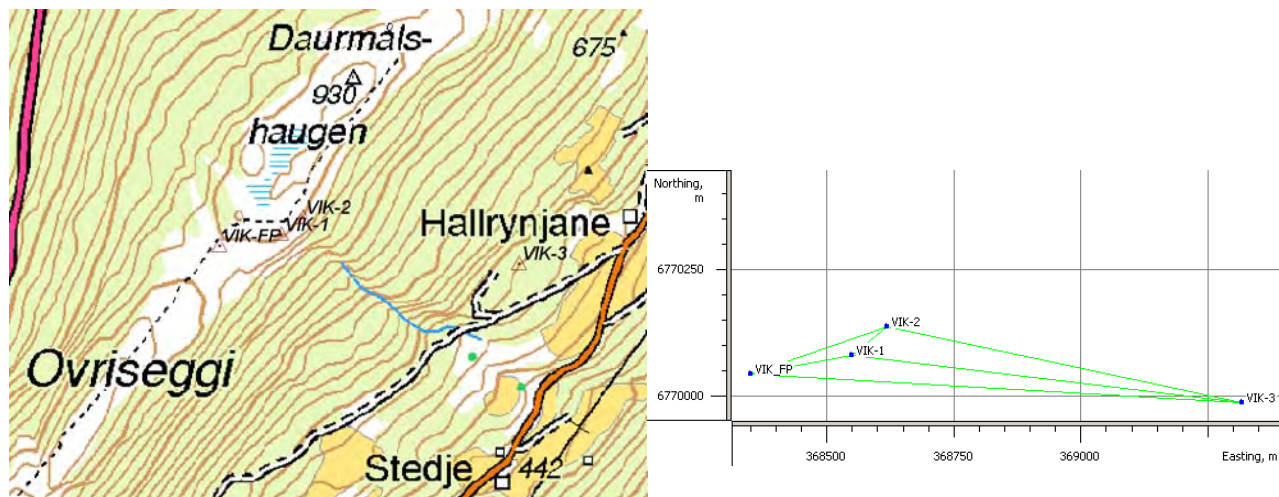 Daurmåls-
675
930
haugen
VIK-2
VIK-1
VIK-FP
Hallrynjane
VIK-3
Ovriseggi
Stedje
442
Northing,
m
6770250
6770000
VIK-2
VIK-1
VIK_FP
VIK-3
368500
368750
369000
Easting, m